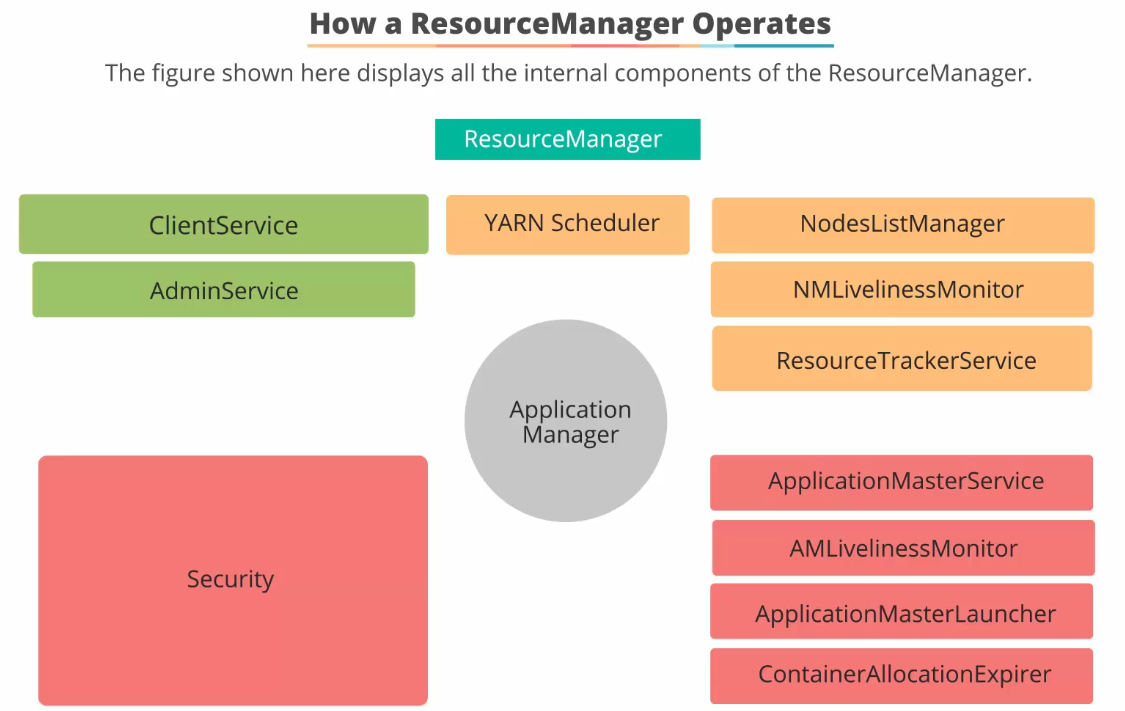 How a ResourceManager Operates
The figure shown here displays all the internal components of the ResourceManager.
ResourceManager
ClientService
YARN Scheduler
NodesListManager
AdminService
NMLivelinessMonitor
ResourceTrackerService
Application
Manager
ApplicationMasterService
AMLivelinessMonitor
Security
ApplicationMasterLauncher
ContainerAllocationExpirer